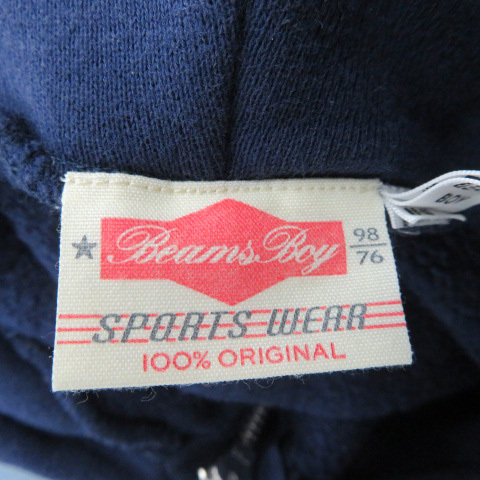 Beams Boy
98
76
SPORTS WEAR
100% ORIGINAL